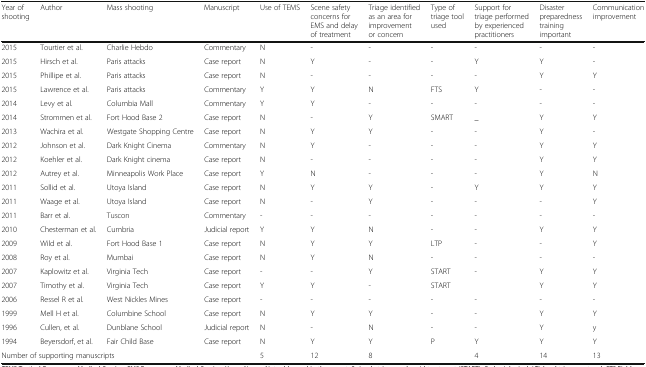 Year of shooting Author Mass shooting Manuscript Use of TEMS Scene safety concerns for EMS and delay of treatment Triage identified as an area for improvement or concern Type of triage tool used Support for triage performed by experienced practitioners Disaster preparedness training important Communication improvement
2015 Tourtier et al. Charlie Hebdo Commentary N - - - - - -
2015 Hirsch et al. Paris attacks Case report N Y - - Y Y -
2015 Phillipe et al. Paris attacks Case report N - - - - Y Y
2015 Lawrence et al. Paris attacks Commentary Y Y N FTS Y - -
2014 Levy et al. Columbia Mall Commentary Y Y - - - - -
2014 Strommen et al. Fort Hood Base 2 Case report N - Y SMART _ Y Y
2013 Wachira et al. Westgate Shopping Centre Case report N Y Y - - Y -
2012 Johnson et al. Dark Knight Cinema Commentary N Y - - - Y Y
2012 Koehler et al. Dark Knight cinema Case report N - - - - Y Y
2012 Autrey et al. Minneapolis Work Place Case report Y N - - - Y N
2011 Sollid et al. Utoya Island Case report N Y Y - Y Y Y
2011 Waage et al. Utoya Island Case report N - Y - - - Y
2011 Barr et al. Tuscon Commentary - - - - - - -
2010 Chesterman et al. Cumbria Judicial report Y Y N - - Y Y
2009 Wild et al. Fort Hood Base 1 Case report N Y Y LTP - - Y
2008 Roy et al. Mumbai Case report N Y N - - - -
2007 Kaplowitz et al. Virginia Tech Case report - - Y START - Y Y
2007 Timothy et al. Virginia Tech Case report Y Y - START Y Y
2006 Ressel R et al. West Nickles Mines Case report - - - - - - -
1999 Mell H et al. Columbine School Case report N Y Y - - Y Y
1996 Cullen, et al. Dunblane School Judicial report N - N - - Y y
1994 Beyersdorf, et al. Fair Child Base Case report N Y Y P Y Y Y
Number of supporting manuscripts 5 12 8 4 14 13